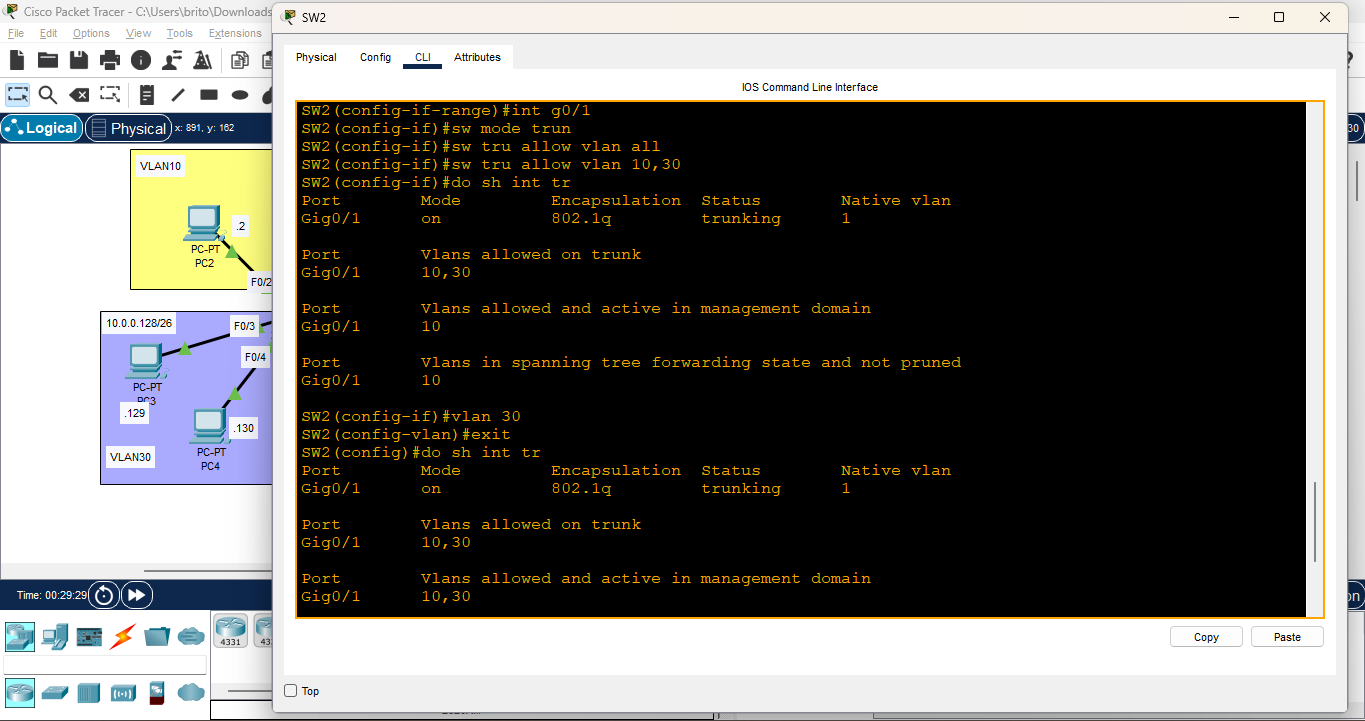 Cisco Packet Tracer - C:\Users\brito\Downloads
File Edit Options View Tools Extensions
Logical Physical x: 891, y: 162
VLAN10
.2
PC-PT
PC2
F0/2
10.0.0.128/26
F0/3
F0/4
PC-PT
PC3
.129
.130
PC-PT
PC4
VLAN30
Time: 00:29:29
4331
SW2
Physical Config CLI Attributes
IOS Command Line Interface
SW2(config-if-range)#int g0/1
SW2(config-if)#sw mode trun
SW2(config-if)#sw tru allow vlan all
SW2(config-if)#sw tru allow vlan 10,30
SW2(config-if)#do sh int tr
Port Mode Encapsulation Status Native vlan
Gig0/1 on 802.1q trunking 1
Port Vlans allowed on trunk
Gig0/1 10,30
Port Vlans allowed and active in management domain
Gig0/1 10
Port Vlans in spanning tree forwarding state and not pruned
Gig0/1 10
SW2(config-if)#vlan 30
SW2(config-vlan)#exit
SW2(config)#do sh int tr
Port Mode Encapsulation Status Native vlan
Gig0/1 on 802.1q trunking 1
Port Vlans allowed on trunk
Gig0/1 10,30
Port Vlans allowed and active in management domain
Gig0/1 10,30
Copy Paste
Top
30
on